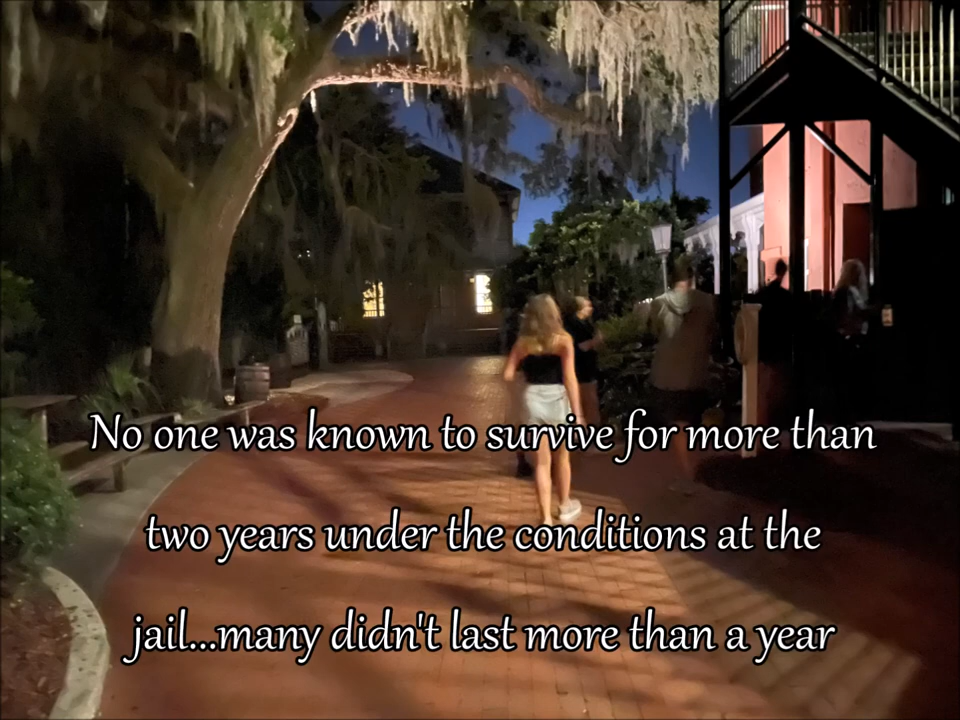 No one was known to survive for more than
two years under the conditions at the
jail...many didn't last more than a year